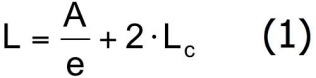 L = A/e + 2·L_c (1)